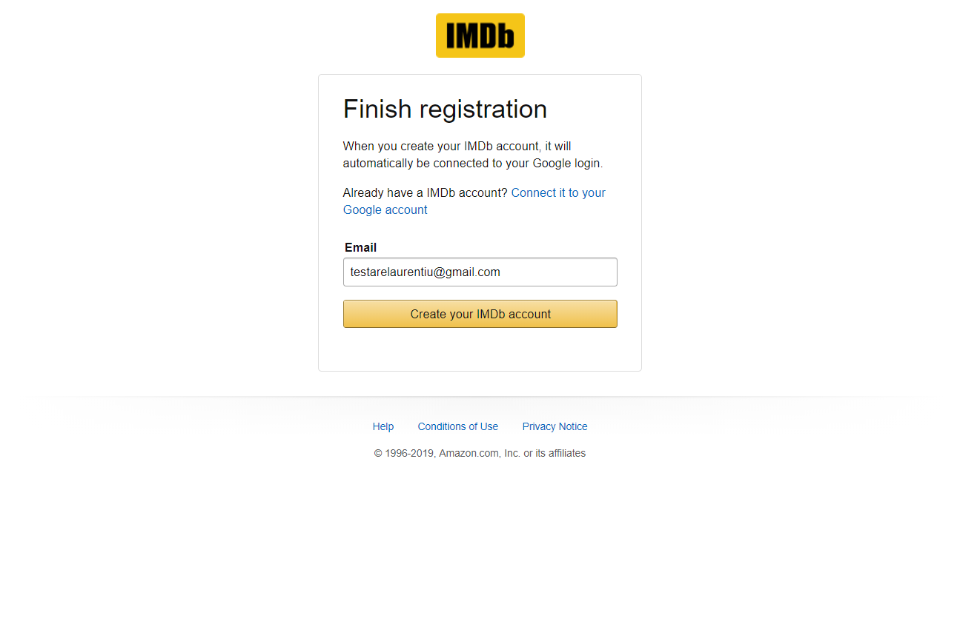 IMDb
Finish registration
When you create your IMDb account, it will
automatically be connected to your Google login.
Already have a IMDb account? Connect it to your
Google account
Email
testarelaurentiu@gmail.com
Create your IMDb account
Help Conditions of Use Privacy Notice
© 1996-2019, Amazon.com, Inc. or its affiliates